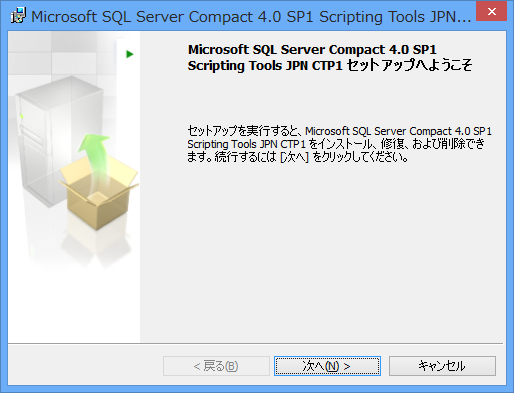 Microsoft SQL Server Compact 4.0 SP1 Scripting Tools JPN...
Microsoft SQL Server Compact 4.0 SP1
Scripting Tools JPN CTP1 セットアップへようこそ
セットアップを実行すると、Microsoft SQL Server Compact 4.0 SP1
Scripting Tools JPN CTP1 をインストール、修復、および削除でき
ます。続行するには [次へ] をクリックしてください。
< 戻る(B)
次へ(N) >
キャンセル